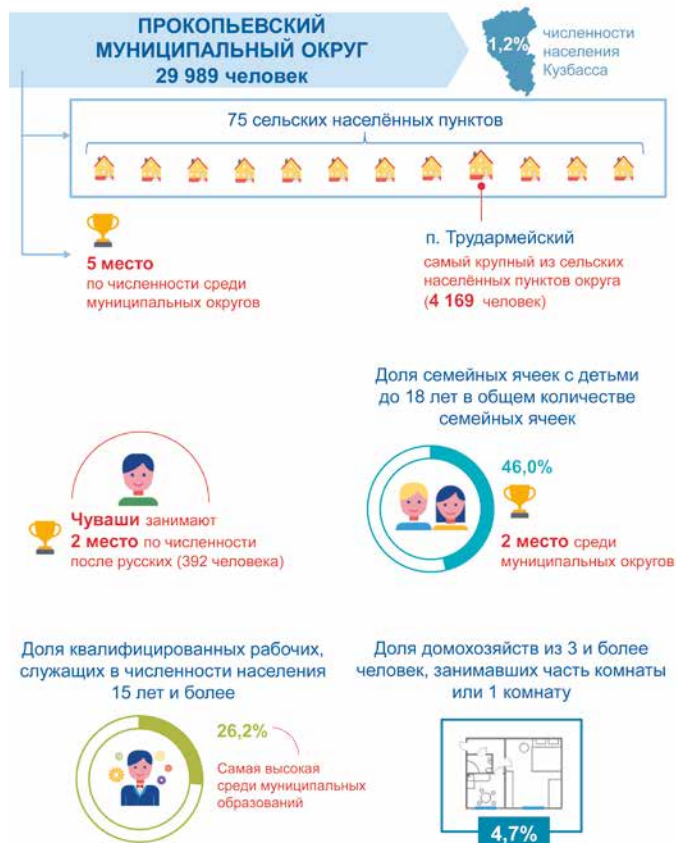 ПРОКОПЬЕВСКИЙ
МУНИЦИПАЛЬНЫЙ ОКРУГ
29 989 человек
1,2%
численности
населения
Кузбасса
75 сельских населённых пунктов
5 место
по численности среди
муниципальных округов
п. Трудармейский
самый крупный из сельских
населённых пунктов округа
(4 169 человек)
Доля семейных ячеек с детьми
до 18 лет в общем количестве
семейных ячеек
46,0%
2 место среди
муниципальных округов
Чуваши занимают
2 место по численности
после русских (392 человека)
Доля квалифицированных рабочих,
служащих в численности населения
15 лет и более
26,2%
Самая высокая
среди муниципальных
образований
Доля домохозяйств из 3 и более
человек, занимавших часть комнаты
или 1 комнату
4,7%